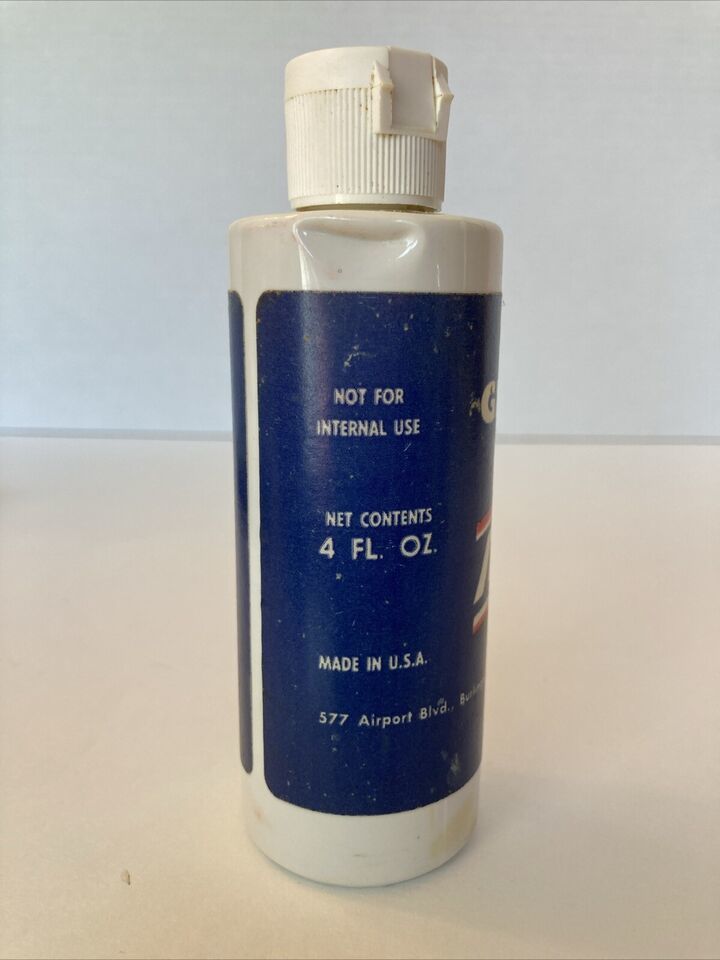 NOT FOR
INTERNAL USE
NET CONTENTS
4 FL. OZ.
MADE IN U.S.A.
577 Airport Blvd.,
G